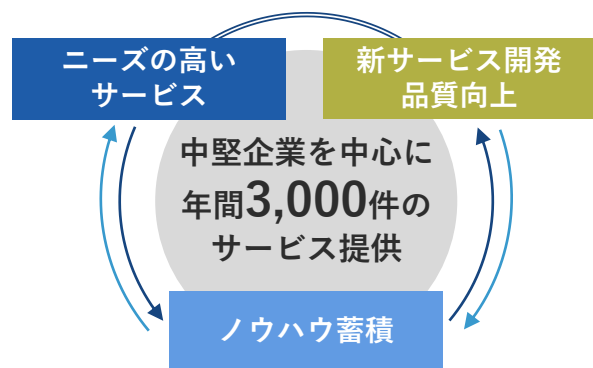 ニーズの高い
サービス
新サービス開発
品質向上
中堅企業を中心に
年間3,000件の
サービス提供
ノウハウ蓄積